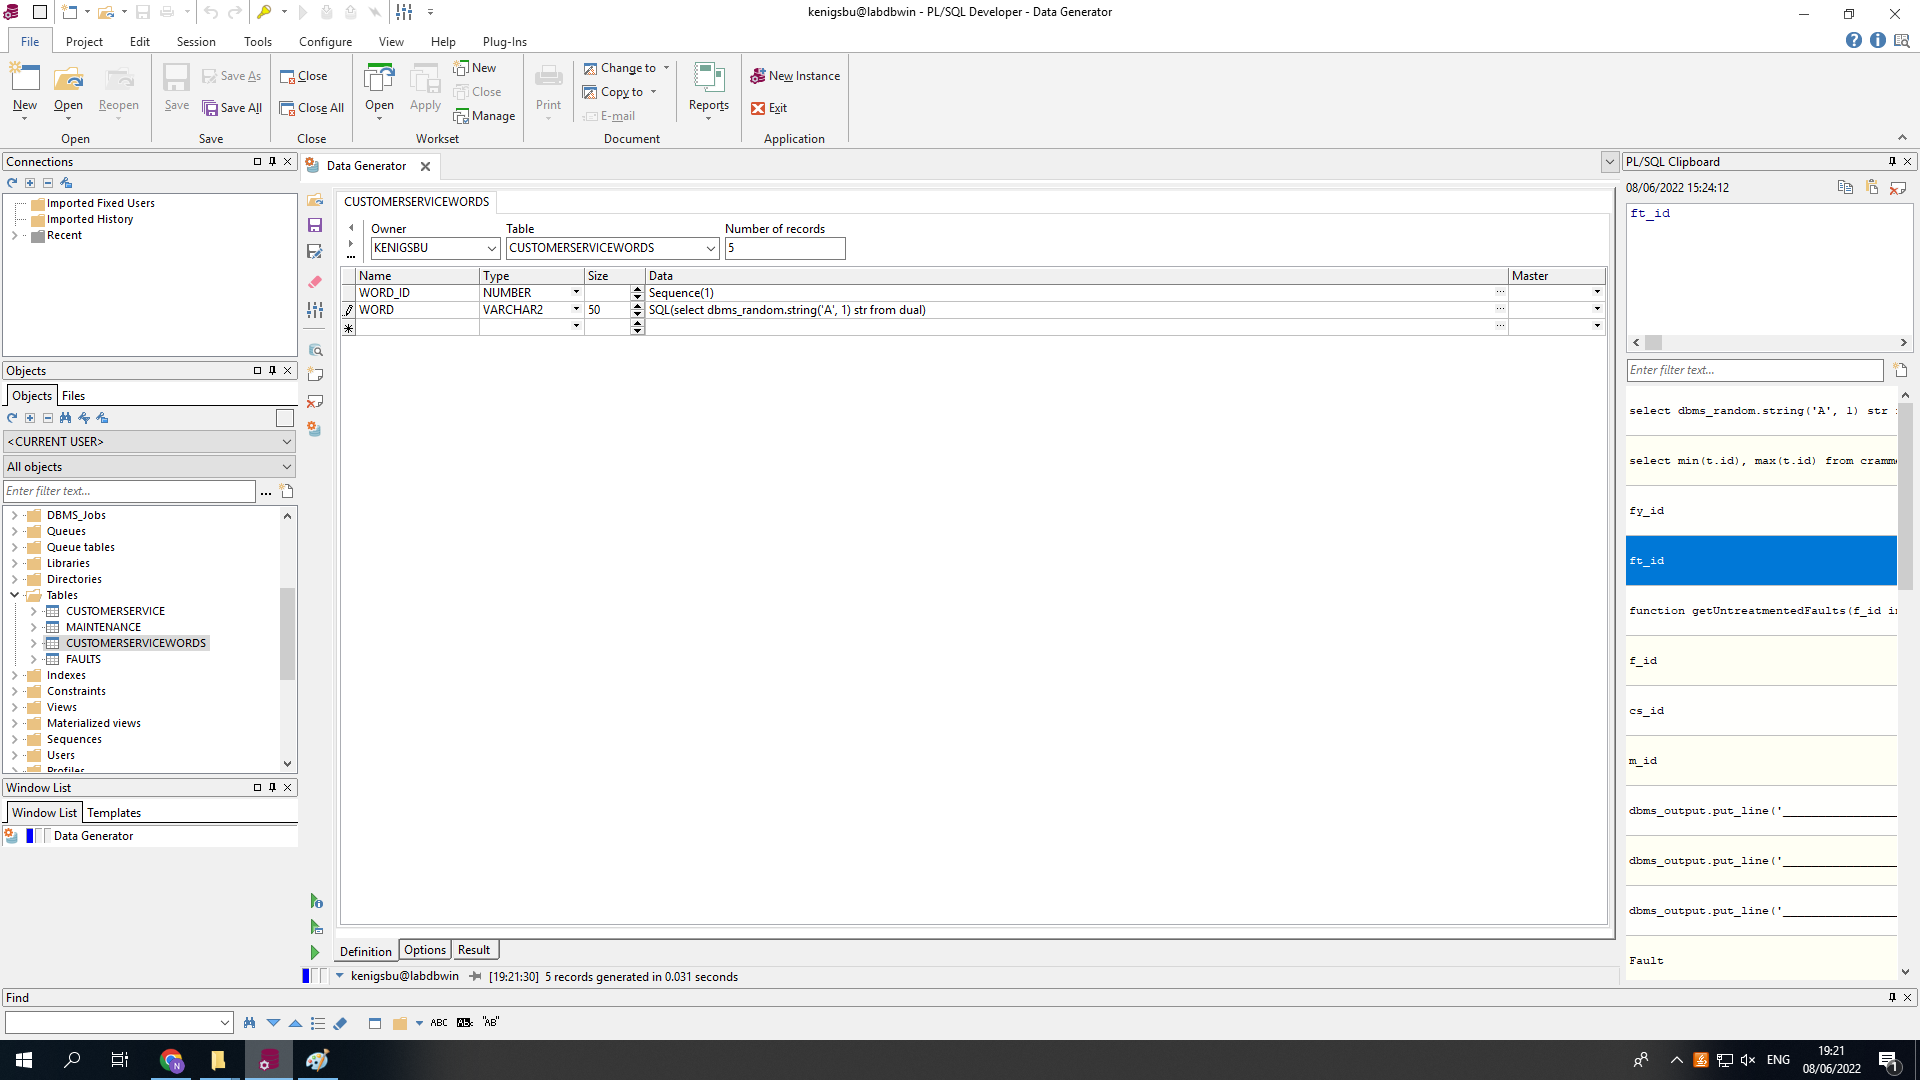 kenigsbu@labdbwin - PL/SQL Developer - Data Generator
File Project Edit Session Tools Configure View Help Plug-Ins
New Open Reopen Save Save As Save All Close Close All Open Apply New Close Manage Print Change to Copy to E-mail Reports New Instance Exit
Open Save Close Workset Document Application
Connections
Imported Fixed Users
Imported History
Recent
Objects
Objects Files
<CURRENT USER>
All objects
Enter filter text...
DBMS_Jobs
Queues
Queue tables
Libraries
Directories
Tables
CUSTOMERSERVICE
MAINTENANCE
CUSTOMERSERVICEWORDS
FAULTS
Indexes
Constraints
Views
Materialized views
Sequences
Users
Profiles
Window List
Window List Templates
Data Generator
Data Generator
CUSTOMERSERVICEWORDS
Owner Table Number of records
KENIGSBU CUSTOMERSERVICEWORDS 5
Name Type Size Data Master
WORD_ID NUMBER Sequence(1)
WORD VARCHAR2 50 SQL(select dbms_random.string('A', 1) str from dual)
Definition Options Result
kenigsbu@labdbwin [19:21:30] 5 records generated in 0.031 seconds
PL/SQL Clipboard
08/06/2022 15:24:12
ft_id
Enter filter text...
select dbms_random.string('A', 1) str
select min(t.id), max(t.id) from cramm
fy_id
ft_id
function getUntreatmentedFaults(f_id i
f_id
cs_id
m_id
dbms_output.put_line('____________________
dbms_output.put_line('____________________
dbms_output.put_line('____________________
Fault
Find
ABC AB "AB"
N
ENG 19:21
08/06/2022
1